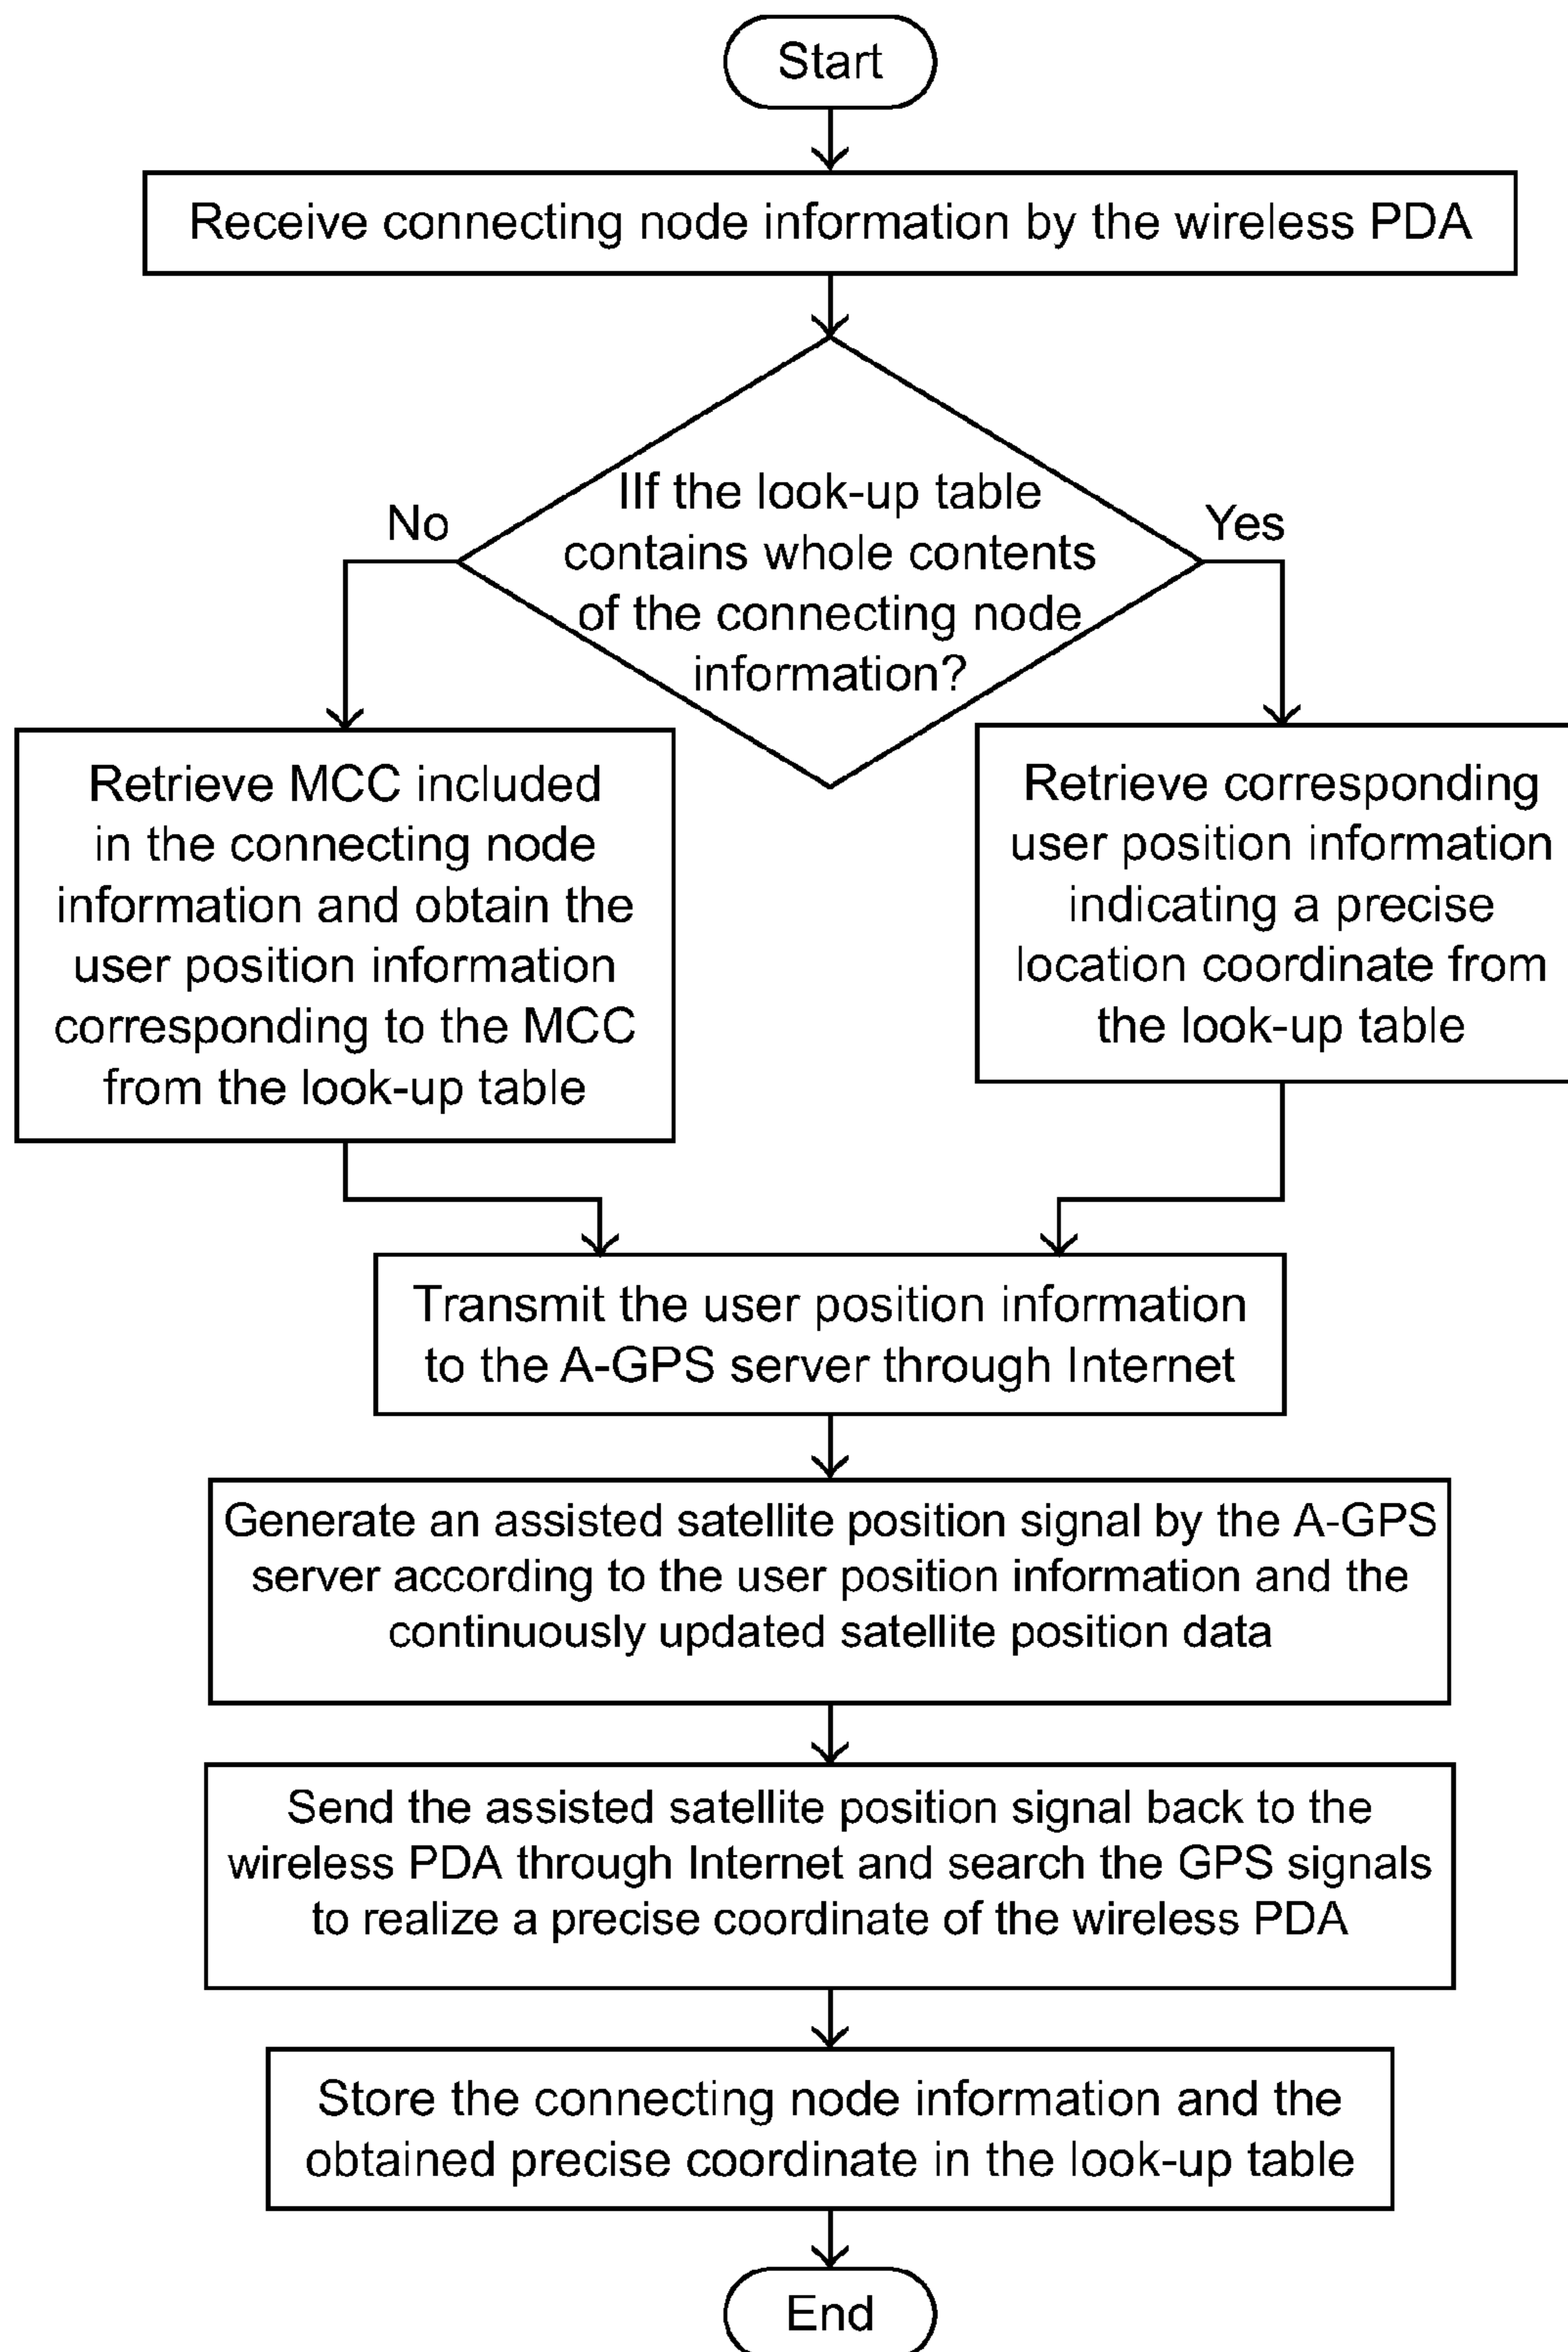 Start
Receive connecting node information by the wireless PDA
IIf the look-up table
contains whole contents
of the connecting node
information?
No
Yes
Retrieve MCC included
in the connecting node
information and obtain the
user position information
corresponding to the MCC
from the look-up table
Retrieve corresponding
user position information
indicating a precise
location coordinate from
the look-up table
Transmit the user position information
to the A-GPS server through Internet
Generate an assisted satellite position signal by the A-GPS
server according to the user position information and the
continuously updated satellite position data
Send the assisted satellite position signal back to the
wireless PDA through Internet and search the GPS signals
to realize a precise coordinate of the wireless PDA
Store the connecting node information and the
obtained precise coordinate in the look-up table
End